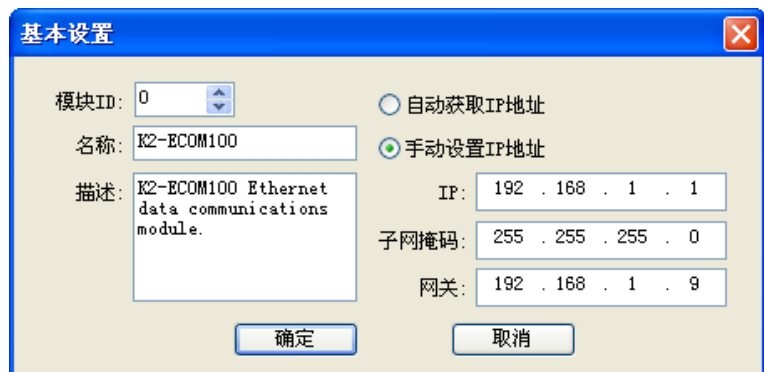 基本设置
模块ID: 0
名称: K2-ECOM100
描述: K2-ECOM100 Ethernet
data communications
module.
自动获取IP地址
手动设置IP地址
IP: 192 . 168 . 1 . 1
子网掩码: 255 . 255 . 255 . 0
网关: 192 . 168 . 1 . 9
确定
取消